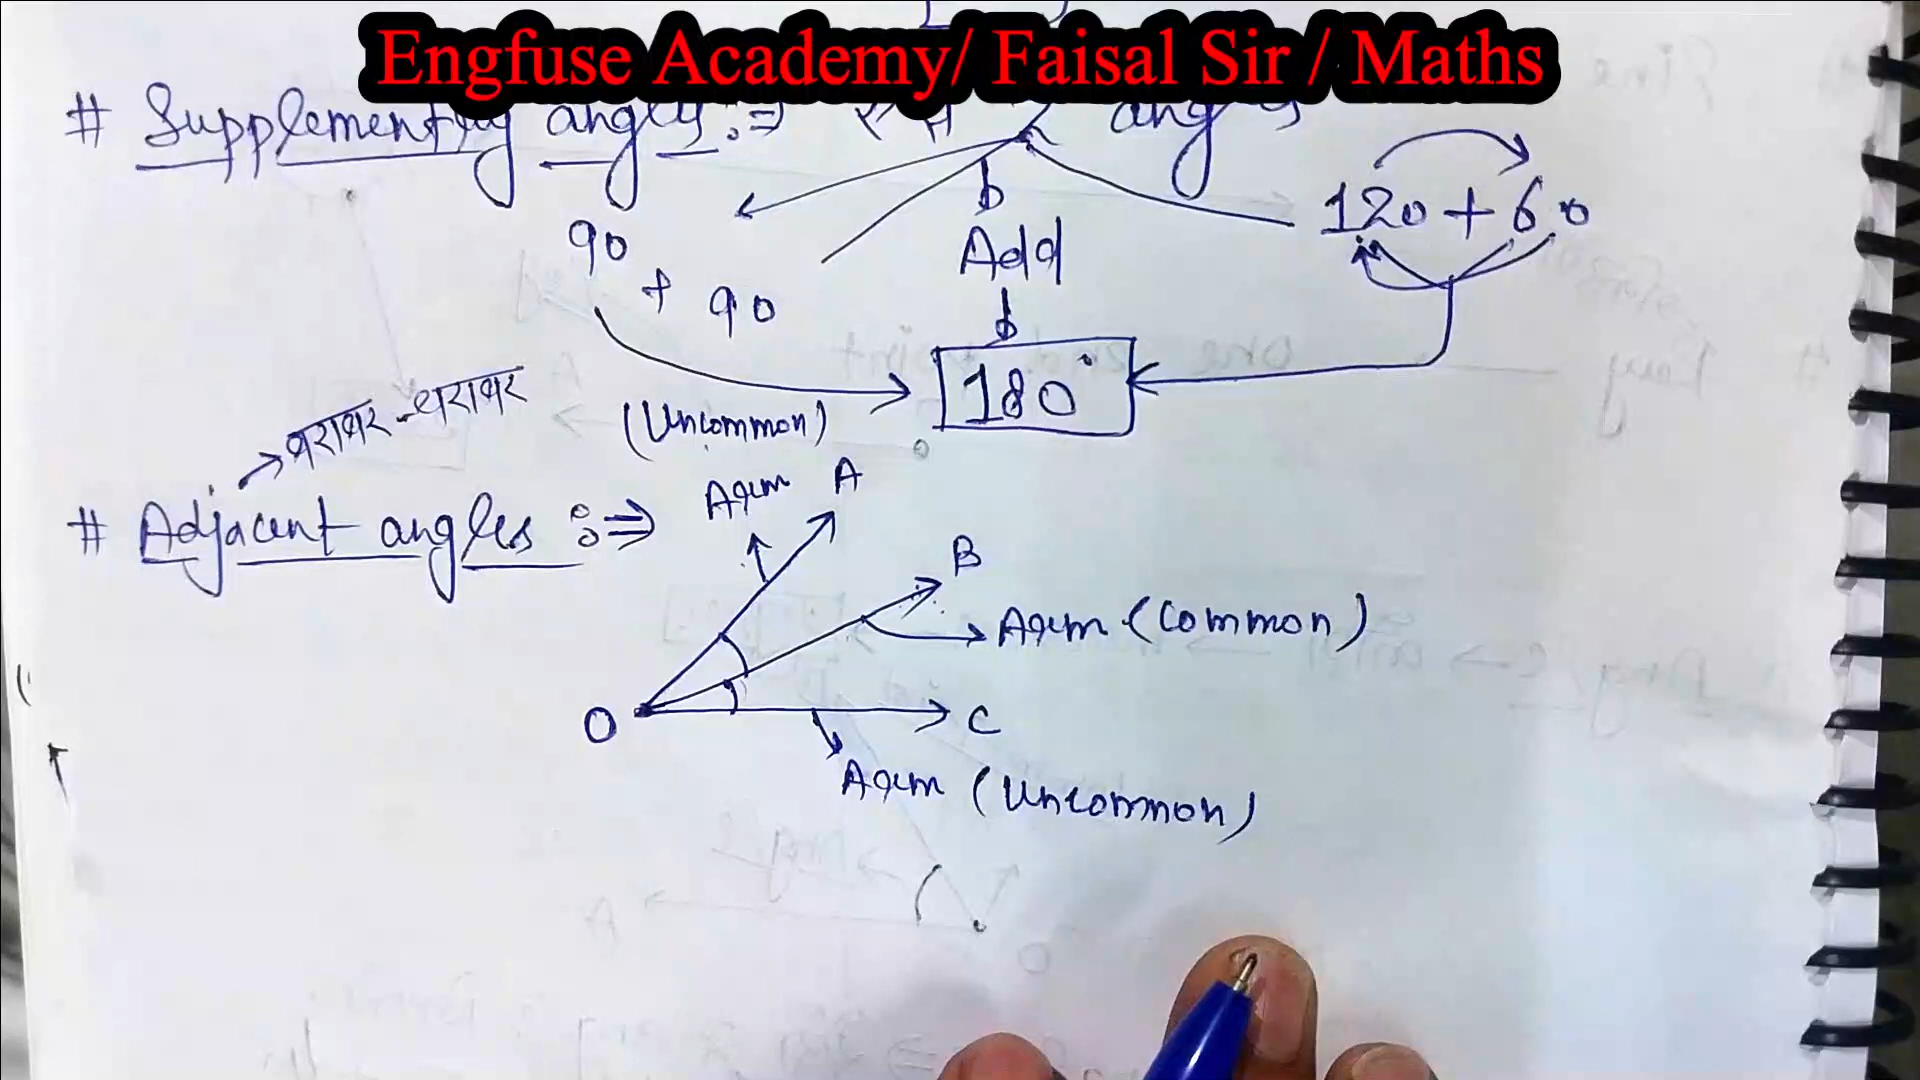 Engfuse Academy/ Faisal Sir / Maths
# Supplementary angles :⇒ angles
120 + 60
90 + 90
Add
180°
→ बराबर - बराबर
(Uncommon)
Arm A
# Adjacent angles :⇒
B
Arm (Common)
O C
Arm (Uncommon)